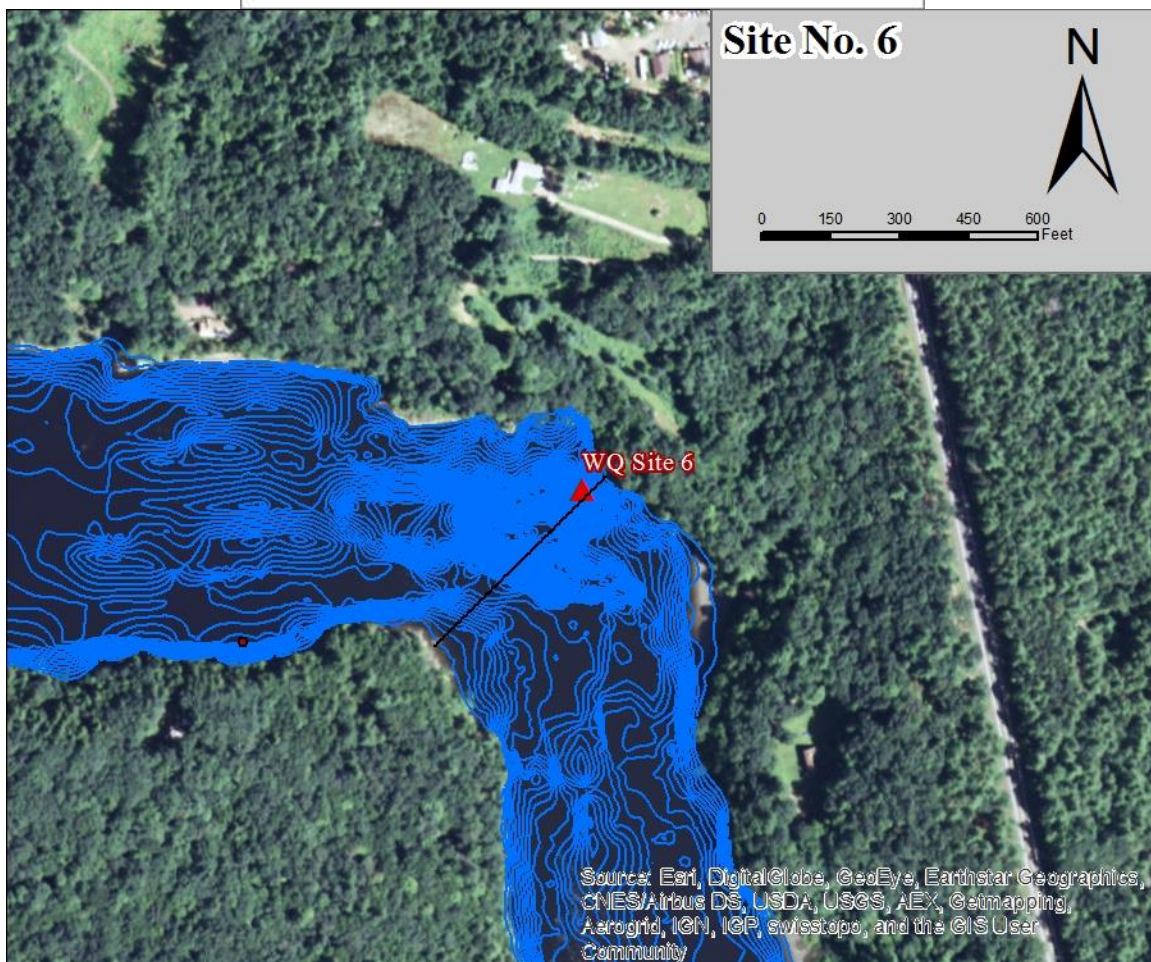 Site No. 6
N
0 150 300 450 600
Feet
WQ Site 6
Source: Esri, DigitalGlobe, GeoEye, Earthstar Geographics,
CNES/Airbus DS, USDA, USGS, AEX, Getmapping,
Aerogrid, IGN, IGP, swisstopo, and the GIS User
Community